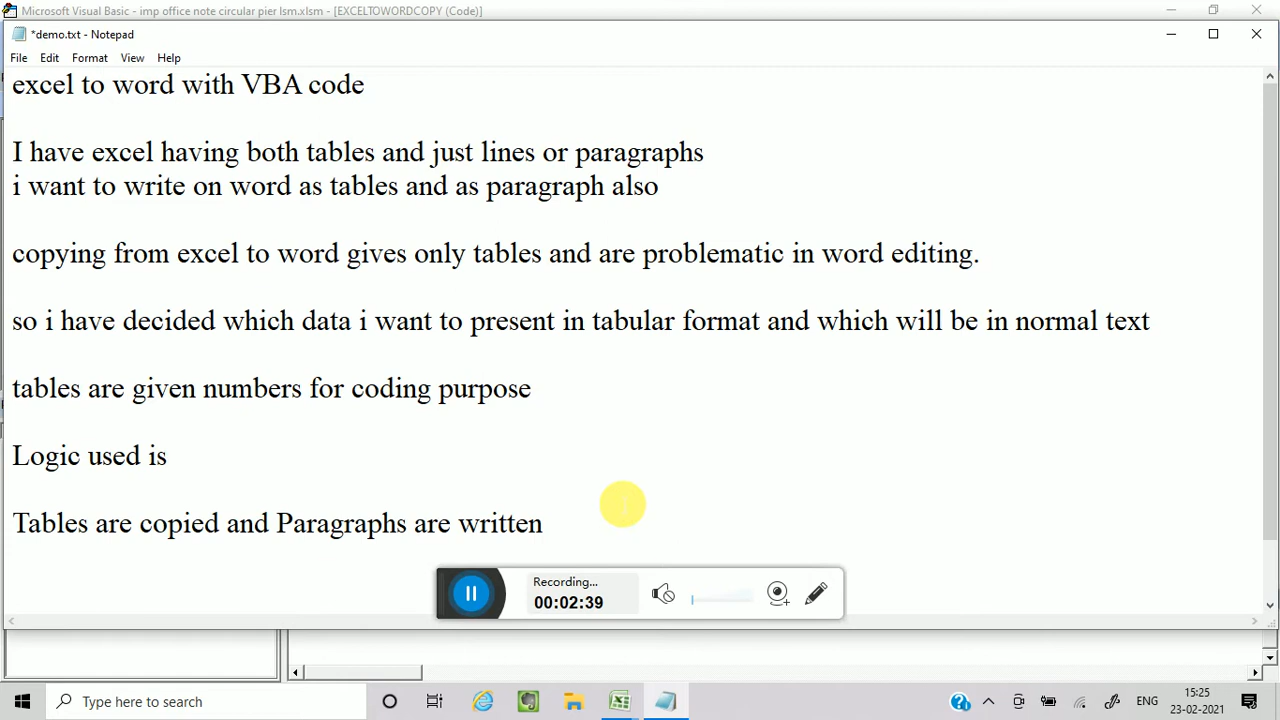 Microsoft Visual Basic - imp office note circular pier lsm.xlsm - [EXCELTOWORDCOPY (Code)]
*demo.txt - Notepad
File Edit Format View Help
excel to word with VBA code
I have excel having both tables and just lines or paragraphs
i want to write on word as tables and as paragraph also
copying from excel to word gives only tables and are problematic in word editing.
so i have decided which data i want to present in tabular format and which will be in normal text
tables are given numbers for coding purpose
Logic used is
Tables are copied and Paragraphs are written
Recording...
00:02:39
Type here to search
ENG
15:25
23-02-2021